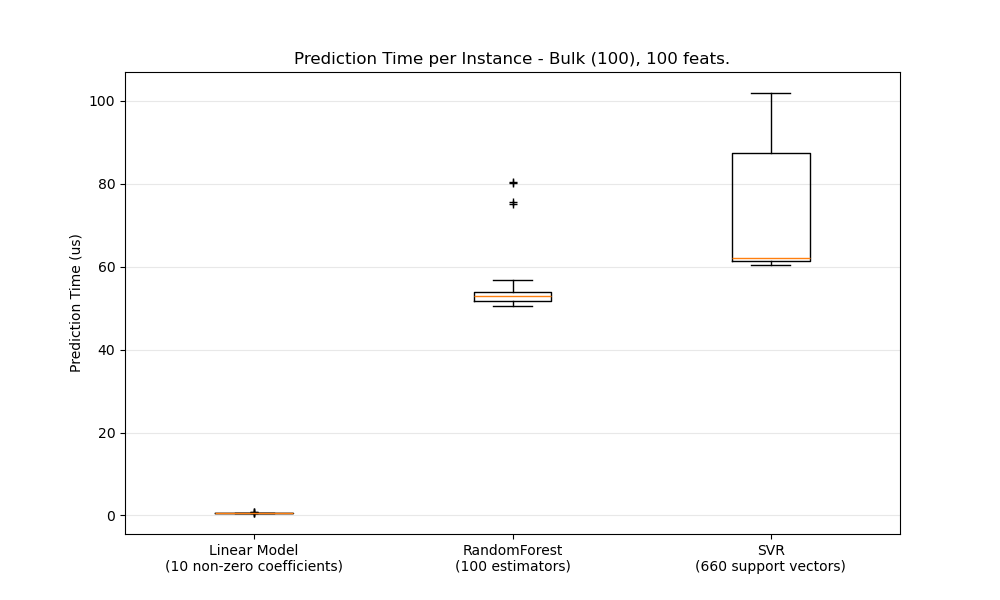 Prediction Time per Instance - Bulk (100), 100 feats.
Prediction Time (us)
100
80
60
40
20
0
Linear Model
(10 non-zero coefficients)
RandomForest
(100 estimators)
SVR
(660 support vectors)